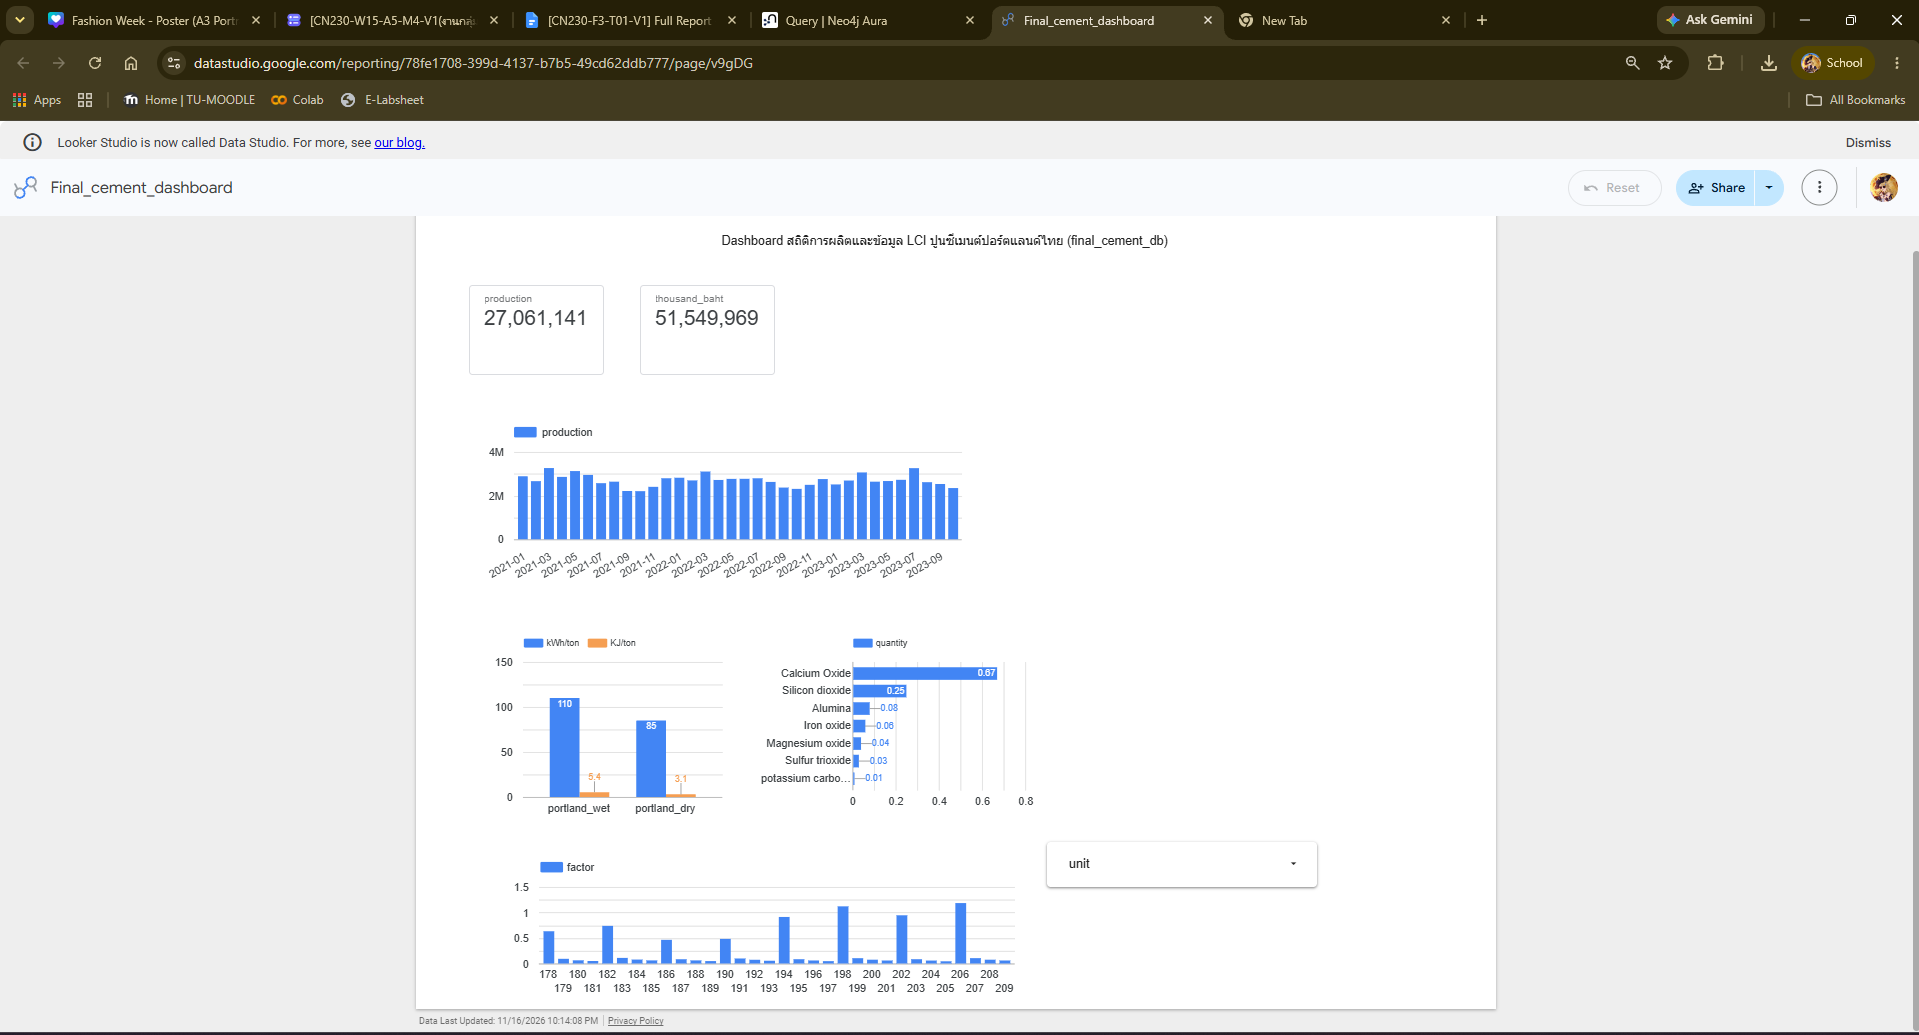 Fashion Week - Poster (A3 Port
[CN230-W15-A5-M4-V1(งานกลุ่
[CN230-F3-T01-V1] Full Report
Query | Neo4j Aura
Final_cement_dashboard
New Tab
Ask Gemini
datastudio.google.com/reporting/78fe1708-399d-4137-b7b5-49cd62ddb777/page/v9gDG
School
Apps
Home | TU-MOODLE
Colab
E-Labsheet
All Bookmarks
Looker Studio is now called Data Studio. For more, see our blog.
Dismiss
Final_cement_dashboard
Reset
Share
Dashboard สถิติการผลิตและข้อมูล LCI ปูนซีเมนต์ปอร์ตแลนด์ไทย (final_cement_db)
production
27,061,141
thousand_baht
51,549,969
production
4M
2M
0
2021-01 2021-03 2021-05 2021-07 2021-09 2021-11 2022-01 2022-03 2022-05 2022-07 2022-09 2022-11 2023-01 2023-03 2023-05 2023-07 2023-09
kWh/ton KJ/ton
150
100
50
0
110
5.4
85
3.1
portland_wet portland_dry
quantity
Calcium Oxide 0.67
Silicon dioxide 0.25
Alumina 0.08
Iron oxide 0.06
Magnesium oxide 0.04
Sulfur trioxide 0.03
potassium carbo... 0.01
0 0.2 0.4 0.6 0.8
unit
factor
1.5
1
0.5
0
178 180 182 184 186 188 190 192 194 196 198 200 202 204 206 208
179 181 183 185 187 189 191 193 195 197 199 201 203 205 207 209
Data Last Updated: 11/16/2026 10:14:08 PM
Privacy Policy